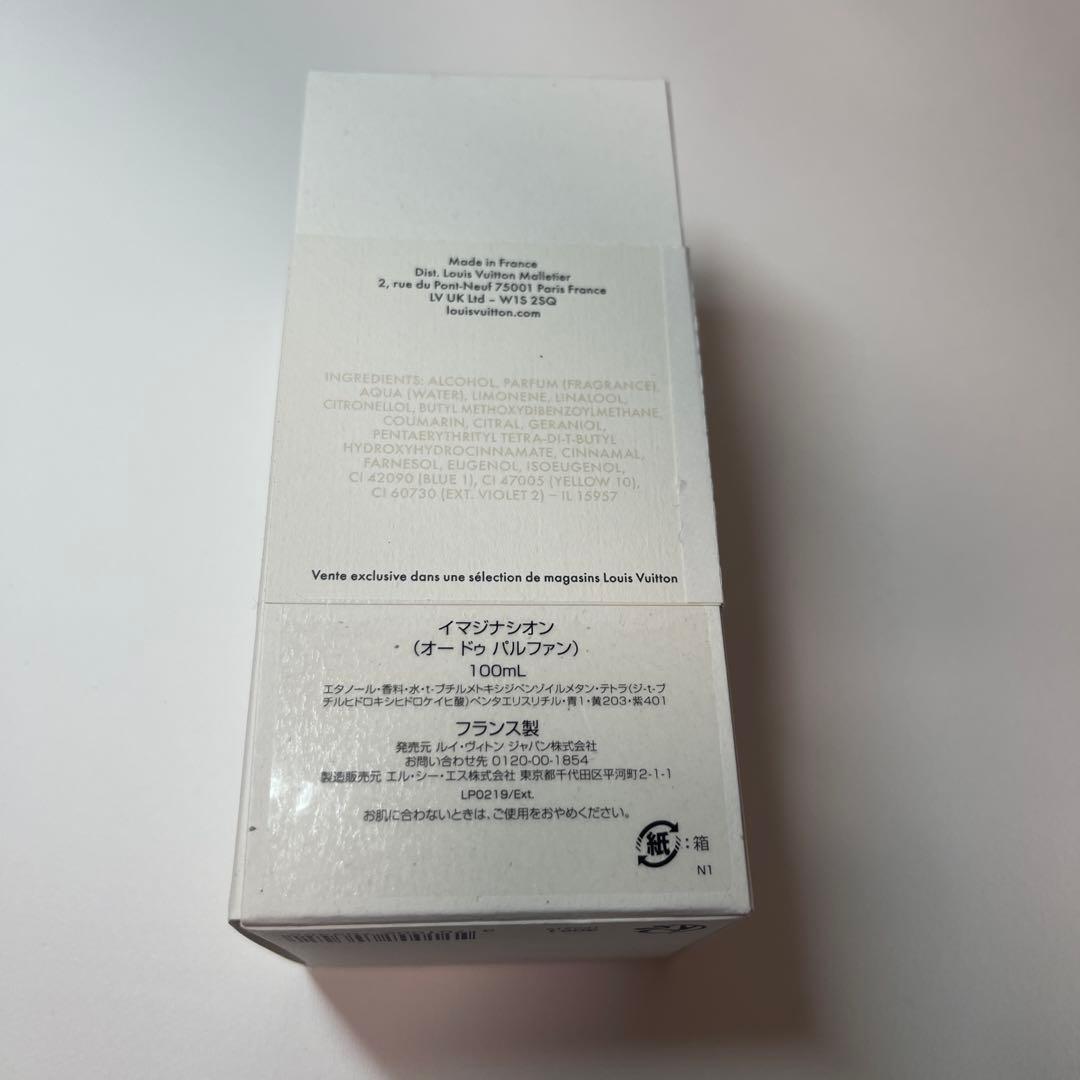 Made in France
Dist. Louis Vuitton Malletier
2, rue du Pont-Neuf 75001 Paris France
LV UK Ltd – W1S 2SQ
louisvuitton.com
INGREDIENTS: ALCOHOL, PARFUM (FRAGRANCE),
AQUA (WATER), LIMONENE, LINALOOL,
CITRONELLOL, BUTYL METHOXYDIBENZOYLMETHANE,
COUMARIN, CITRAL, GERANIOL,
PENTAERYTHRITYL TETRA-DI-T-BUTYL
HYDROXYHYDROCINNAMATE, CINNAMAL,
FARNESOL, EUGENOL, ISOEUGENOL,
CI 42090 (BLUE 1), CI 47005 (YELLOW 10),
CI 60730 (EXT. VIOLET 2) – IL 15957
Vente exclusive dans une sélection de magasins Louis Vuitton
イマジナシオン
（オー ドゥ パルファン）
100mL
エタノール・香料・水・t-ブチルメトキシジベンゾイルメタン・テトラ(ジ-t-ブ
チルヒドロキシヒドロケイヒ酸)ペンタエリスリチル・青1・黄203・紫401
フランス製
発売元 ルイ・ヴィトン ジャパン株式会社
お問い合わせ先 0120-00-1854
製造販売元 エル・シー・エス株式会社 東京都千代田区平河町2-1-1
LP0219/Ext.
お肌に合わないときは、ご使用をおやめください。
紙：箱
N1